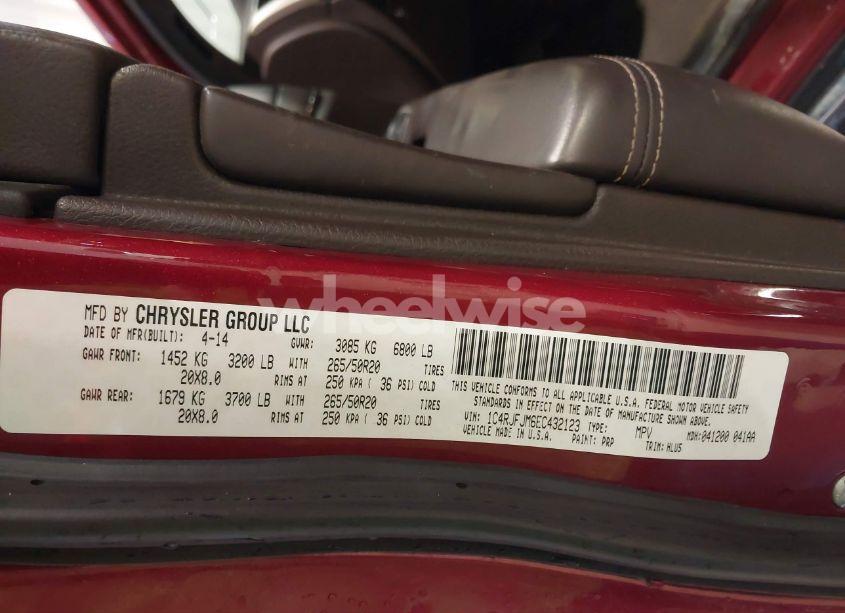 wheelwise
MFD BY CHRYSLER GROUP LLC
DATE OF MFR(BUILT): 4-14 GVWR: 3085 KG 6800 LB
GAWR FRONT: 1452 KG 3200 LB WITH 265/50R20 TIRES
20X8.0 RIMS AT 250 KPA ( 36 PSI) COLD
GAWR REAR: 1679 KG 3700 LB WITH 265/50R20 TIRES
20X8.0 RIMS AT 250 KPA ( 36 PSI) COLD
THIS VEHICLE CONFORMS TO ALL APPLICABLE U.S.A. FEDERAL MOTOR VEHICLE SAFETY
STANDARDS IN EFFECT ON THE DATE OF MANUFACTURE SHOWN ABOVE.
VIN: 1C4RJFJM6EC432123 TYPE: MPV MDH:041200 041AA
VEHICLE MADE IN U.S.A. PAINT: PRP TRIM: HLU5